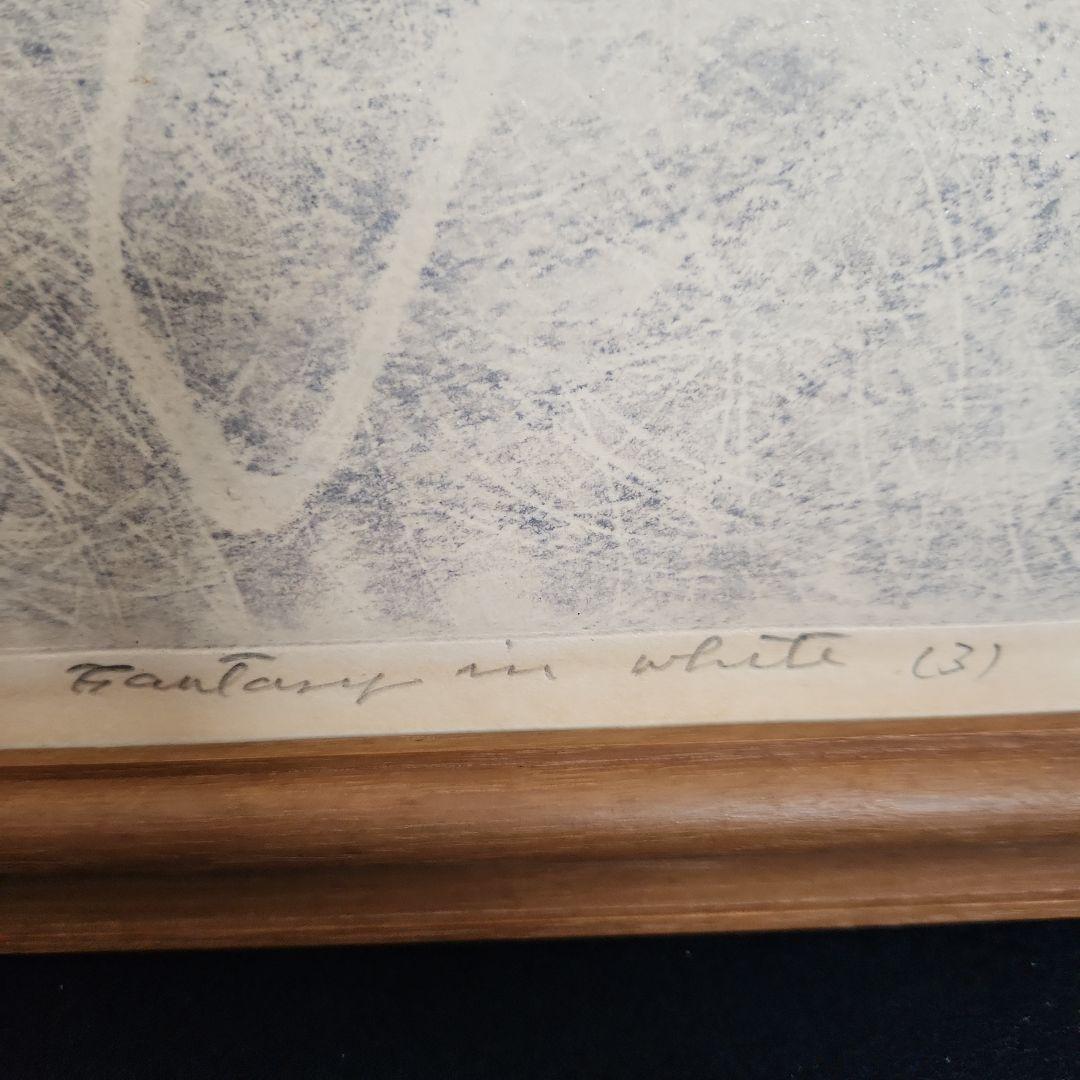 Fantasy in white (3)